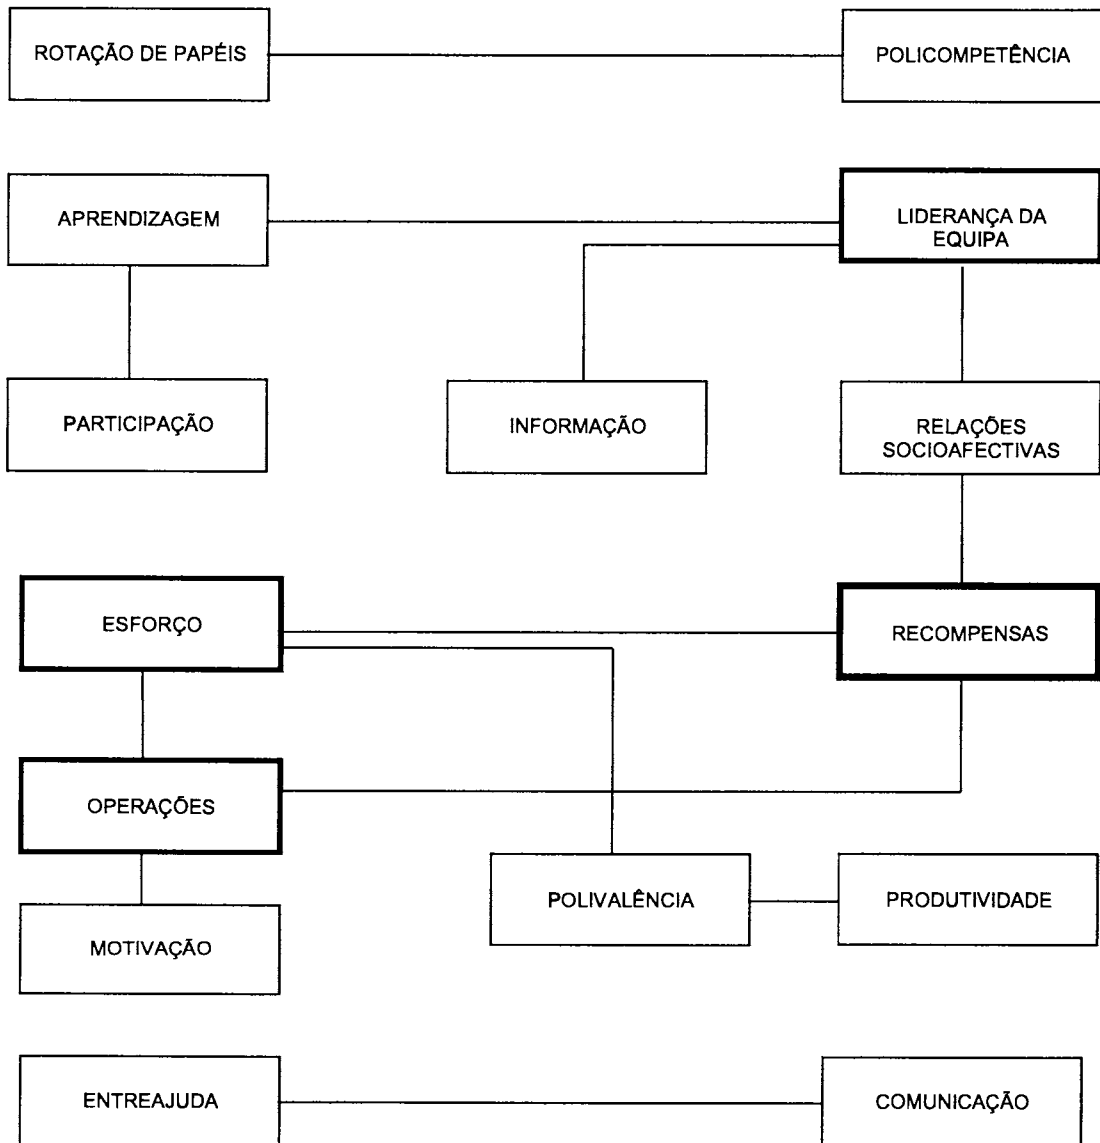 ROTAÇÃO DE PAPÉIS
POLICOMPETÊNCIA
APRENDIZAGEM
LIDERANÇA DA
EQUIPA
PARTICIPAÇÃO
INFORMAÇÃO
RELAÇÕES
SOCIOAFECTIVAS
ESFORÇO
RECOMPENSAS
OPERAÇÕES
POLIVALÊNCIA
PRODUTIVIDADE
MOTIVAÇÃO
ENTREAJUDA
COMUNICAÇÃO